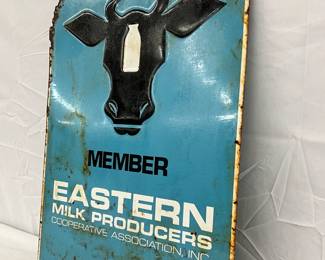 MEMBER
EASTERN
MILK PRODUCERS
COOPERATIVE ASSOCIATION, INC.